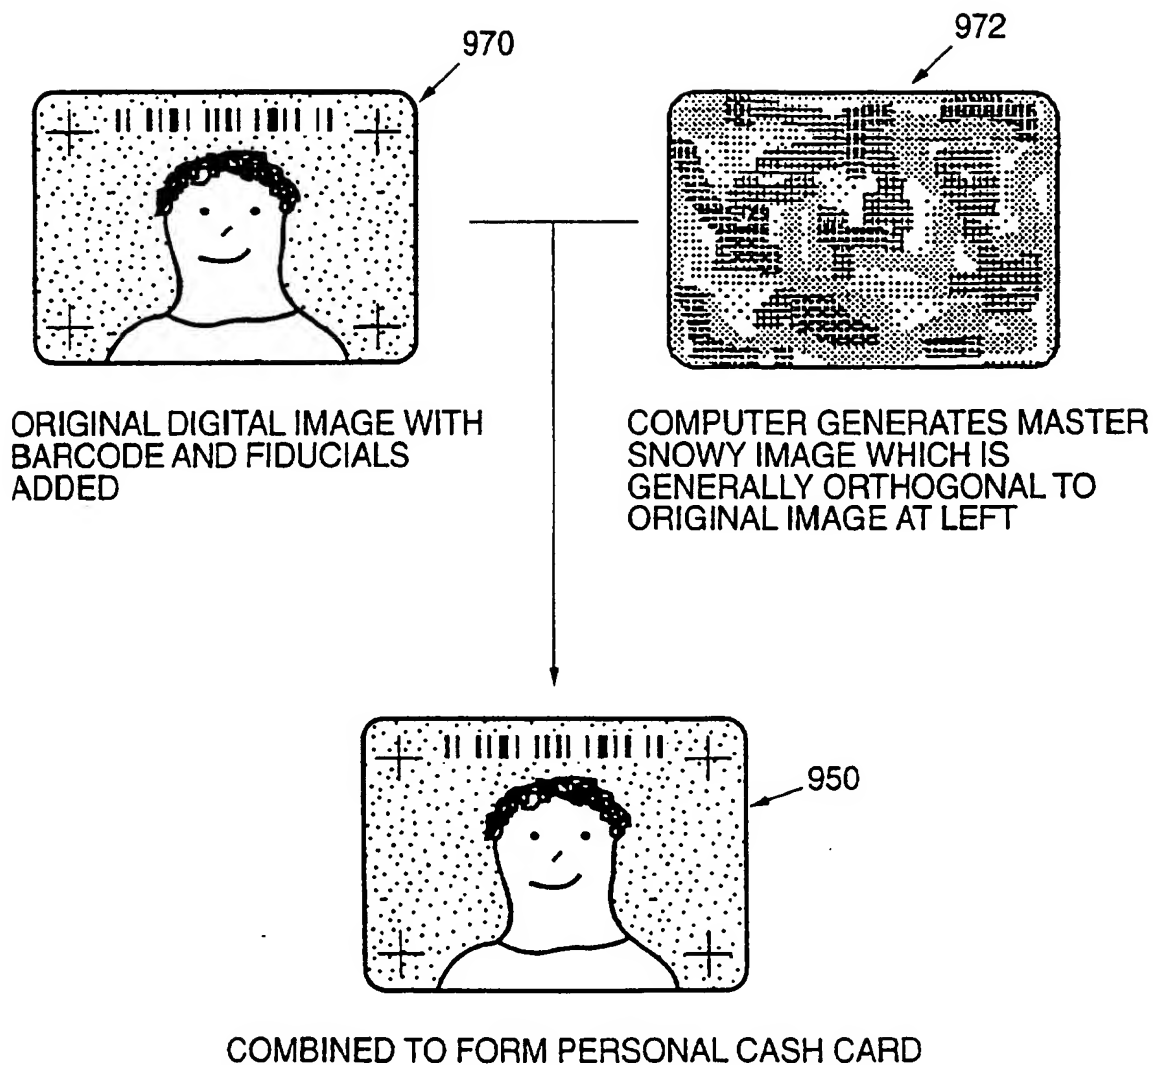 970
972
ORIGINAL DIGITAL IMAGE WITH
BARCODE AND FIDUCIALS
ADDED
COMPUTER GENERATES MASTER
SNOWY IMAGE WHICH IS
GENERALLY ORTHOGONAL TO
ORIGINAL IMAGE AT LEFT
950
COMBINED TO FORM PERSONAL CASH CARD